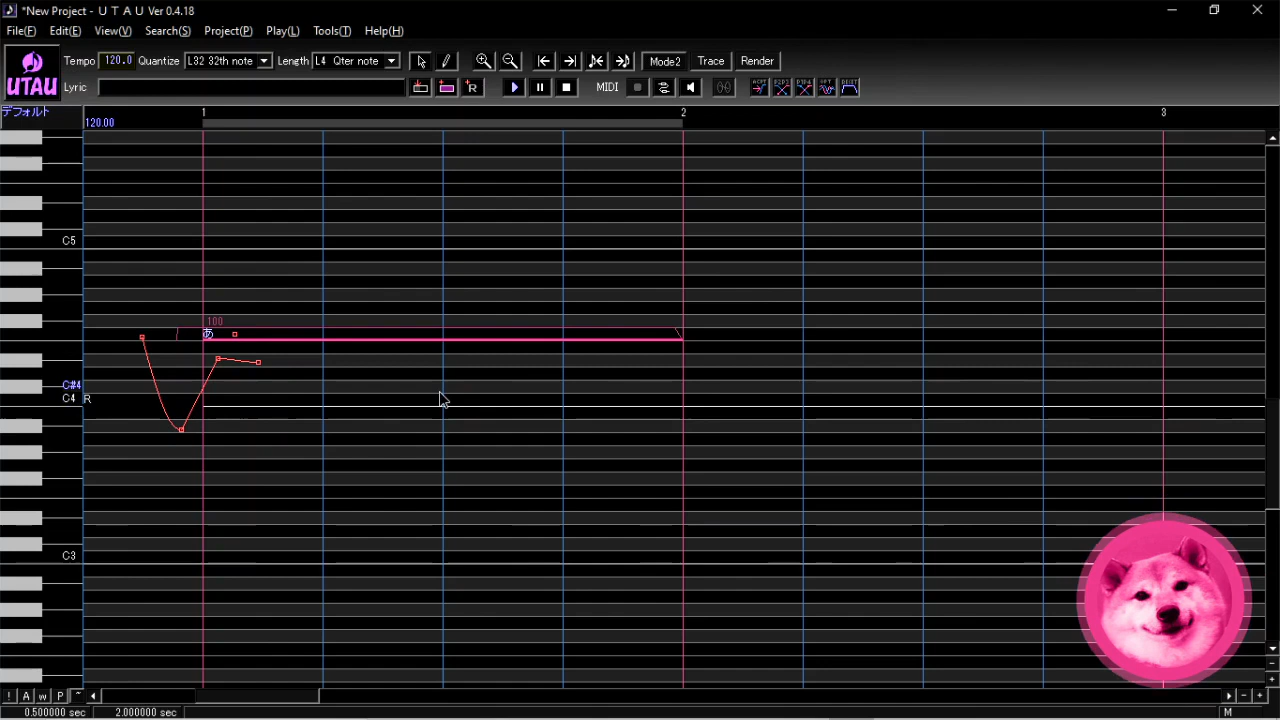 *New Project - U T A U Ver 0.4.18
File(F) Edit(E) View(V) Search(S) Project(P) Play(L) Tools(T) Help(H)
UTAU
Tempo 120.0 Quantize L32 32th note Length L4 Qter note Mode2 Trace Render
Lyric R MIDI
デフォルト
120.00
1 2 3
C5
100
あ
C#4
C4 R
C3
! A w P ~
0.500000 sec 2.000000 sec M